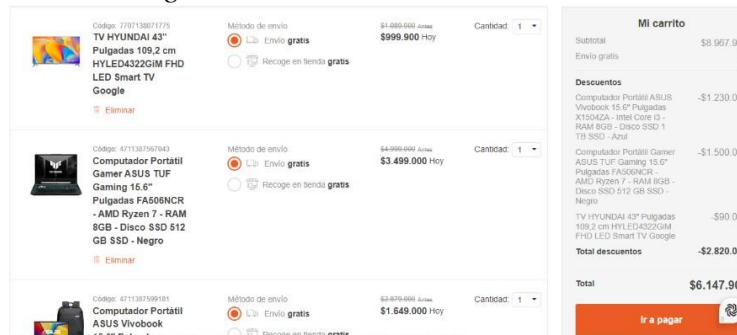 Código: 7707138071775
TV HYUNDAI 43"
Pulgadas 109,2 cm
HYLED4322GiM FHD
LED Smart TV
Google
Eliminar
Método de envío
Envío gratis
Recoge en tienda gratis
$1.089.900 Antes
$999.900 Hoy
Cantidad: 1
Código: 4711387567043
Computador Portátil
Gamer ASUS TUF
Gaming 15.6"
Pulgadas FA506NCR
- AMD Ryzen 7 - RAM
8GB - Disco SSD 512
GB SSD - Negro
Eliminar
Método de envío
Envío gratis
Recoge en tienda gratis
$4.999.000 Antes
$3.499.000 Hoy
Cantidad: 1
Código: 4711387599181
Computador Portátil
ASUS Vivobook
Método de envío
Envío gratis
Recoge en tienda gratis
$2.879.000 Antes
$1.649.000 Hoy
Cantidad: 1
Mi carrito
Subtotal $8.967.9
Envío gratis
Descuentos
Computador Portátil ASUS -$1.230.0
Vivobook 15.6" Pulgadas
X1504ZA - Intel Core i3 -
RAM 8GB - Disco SSD 1
TB SSD - Azul
Computador Portátil Gamer -$1.500.0
ASUS TUF Gaming 15.6"
Pulgadas FA506NCR -
AMD Ryzen 7 - RAM 8GB -
Disco SSD 512 GB SSD -
Negro
TV HYUNDAI 43" Pulgadas -$90.0
109,2 cm HYLED4322GiM
FHD LED Smart TV Google
Total descuentos -$2.820.0
Total $6.147.90
Ir a pagar